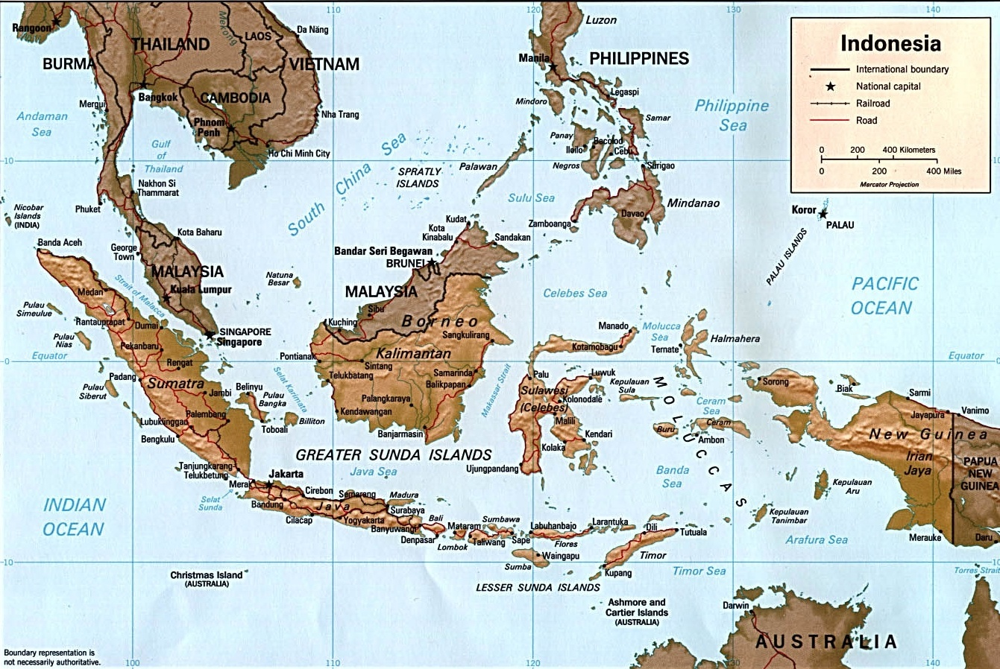 Indonesia
International boundary
National capital
Railroad
Road
0 200 400 Kilometers
0 200 400 Miles
Mercator Projection
100
110
120
130
140
Rangoon
THAILAND
LAOS
Mekong
Da Năng
BURMA
VIETNAM
Bangkok
CAMBODIA
Mergui
Phnom
Penh
Nha Trang
Andaman
Sea
Gulf
of
Thailand
Ho Chi Minh City
10
South China Sea
SPRATLY
ISLANDS
Luzon
Manila
PHILIPPINES
Mindoro
Legaspi
Samar
Philippine
Sea
Panay
Iloilo
Bacolod
Cebu
Negros
Palawan
Surigao
Sulu Sea
Mindanao
Zamboanga
Davao
Koror
PALAU
PALAU ISLANDS
Nakhon Si
Thammarat
Phuket
Nicobar
Islands
(INDIA)
Banda Aceh
George
Town
Kota Baharu
MALAYSIA
Kuala Lumpur
Strait of Malacca
Medan
Pulau
Simeulue
Rantauprapat
Dumai
SINGAPORE
Singapore
Pulau
Nias
Pekanbaru
Equator
Rengat
0
Padang
Sumatra
Pulau
Siberut
Jambi
Belinyu
Pulau
Bangka
Palembang
Lubuklinggau
Toboali
Billiton
Bengkulu
Selat Karimata
Tanjungkarang-
Telukbetung
Natuna
Besar
Kudat
Kota
Kinabalu
Sandakan
Bandar Seri Begawan
BRUNEI
MALAYSIA
Sibu
Kuching
Borneo
Sangkulirang
Kalimantan
Pontianak
Sintang
Telukbatang
Samarinda
Balikpapan
Palangkaraya
Kendawangan
Banjarmasin
Makassar Strait
Celebes Sea
Manado
Kotamobagu
Molucca
Sea
Ternate
Halmahera
Palu
Luwuk
Sulawesi
(Celebes)
Kolonodale
Malili
Kendari
Kolaka
Ujungpandang
Kepulauan
Sula
MOLUCCAS
Ceram
Sea
Buru
Ceram
Ambon
Banda
Sea
PACIFIC
OCEAN
Equator
0
Sorong
Biak
Sarmi
Jayapura
Vanimo
New Guinea
Irian
Jaya
PAPUA
NEW
GUINEA
Kepulauan
Aru
Kepulauan
Tanimbar
Arafura Sea
Merauke
Daru
Torres Strait
GREATER SUNDA ISLANDS
Java Sea
INDIAN
OCEAN
Merak
Jakarta
Selat
Sunda
Bandung
Cirebon
Semarang
Madura
Java
Surabaya
Cilacap
Yogyakarta
Banyuwangi
Bali
Denpasar
Mataram
Lombok
Sumbawa
Taliwang
Sape
Labuhanbajo
Flores
Larantuka
Dili
Tutuala
Timor
Waingapu
Sumba
Kupang
Timor Sea
LESSER SUNDA ISLANDS
10
10
10
Christmas Island
(AUSTRALIA)
Ashmore and
Cartier Islands
(AUSTRALIA)
Darwin
AUSTRALIA
Boundary representation is
not necessarily authoritative.
100
110
120
130
140